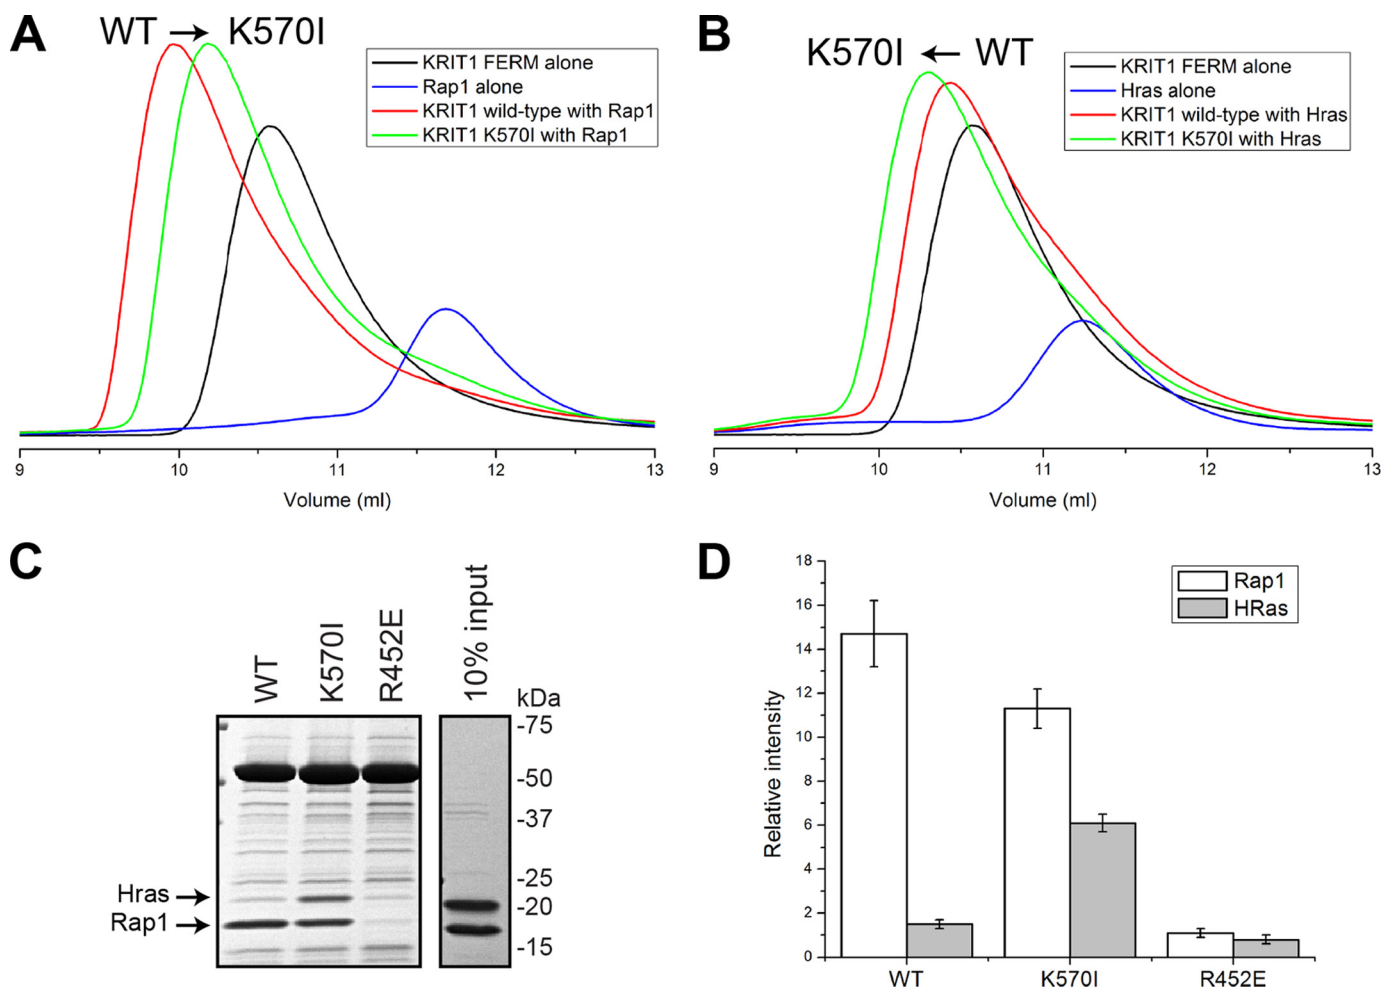 A
WT → K570I
KRIT1 FERM alone
Rap1 alone
KRIT1 wild-type with Rap1
KRIT1 K570I with Rap1
9 10 11 12 13
Volume (ml)
B
K570I ← WT
KRIT1 FERM alone
Hras alone
KRIT1 wild-type with Hras
KRIT1 K570I with Hras
9 10 11 12 13
Volume (ml)
C
WT
K570I
R452E
10% input
kDa
-75
-50
-37
-25
-20
-15
Hras →
Rap1 →
D
Rap1
HRas
Relative intensity
18
16
14
12
10
8
6
4
2
0
WT K570I R452E